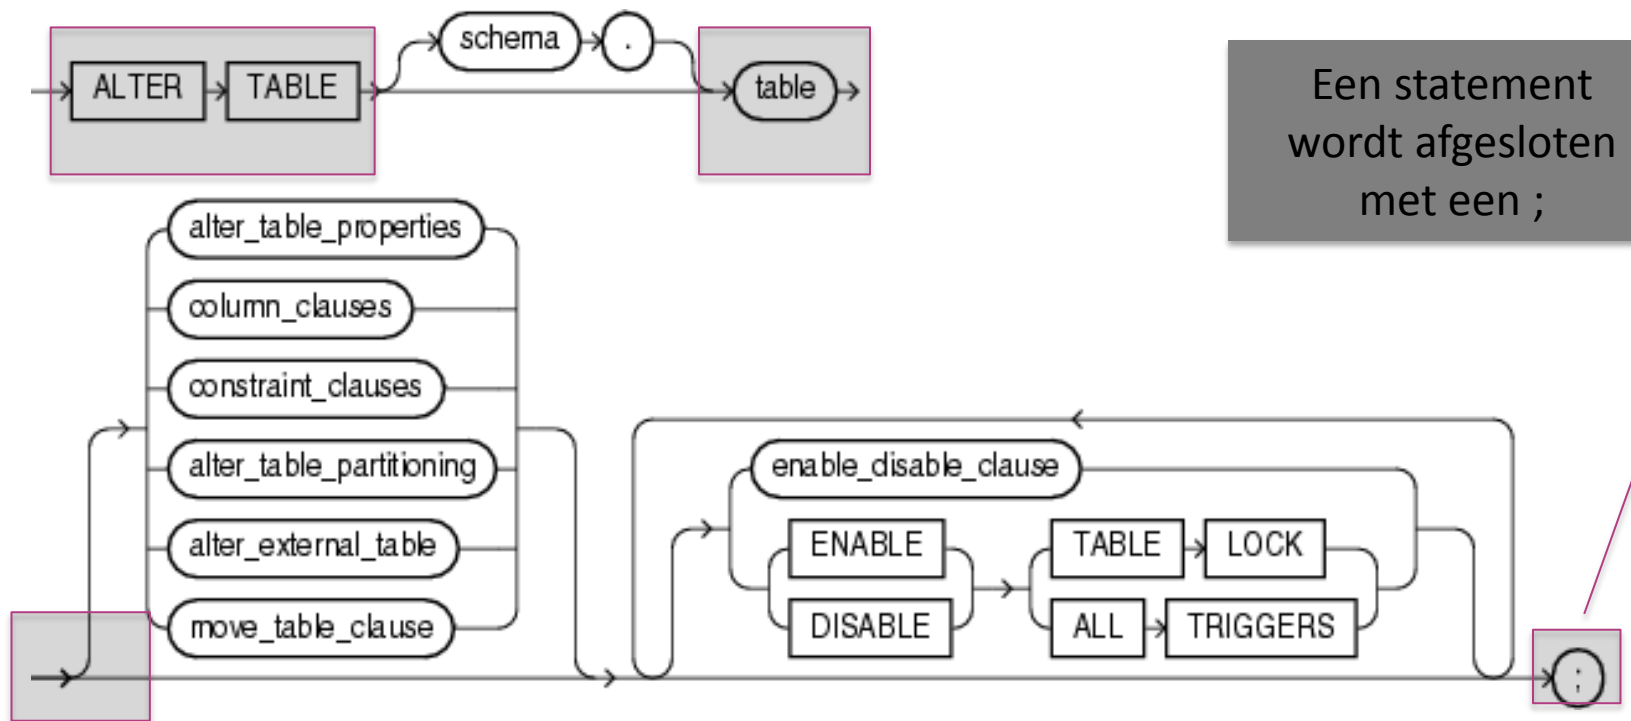 schema .
ALTER TABLE table
Een statement
wordt afgesloten
met een ;
alter_table_properties
column_clauses
constraint_clauses
alter_table_partitioning
alter_external_table
move_table_clause
enable_disable_clause
ENABLE TABLE LOCK
DISABLE ALL TRIGGERS
;